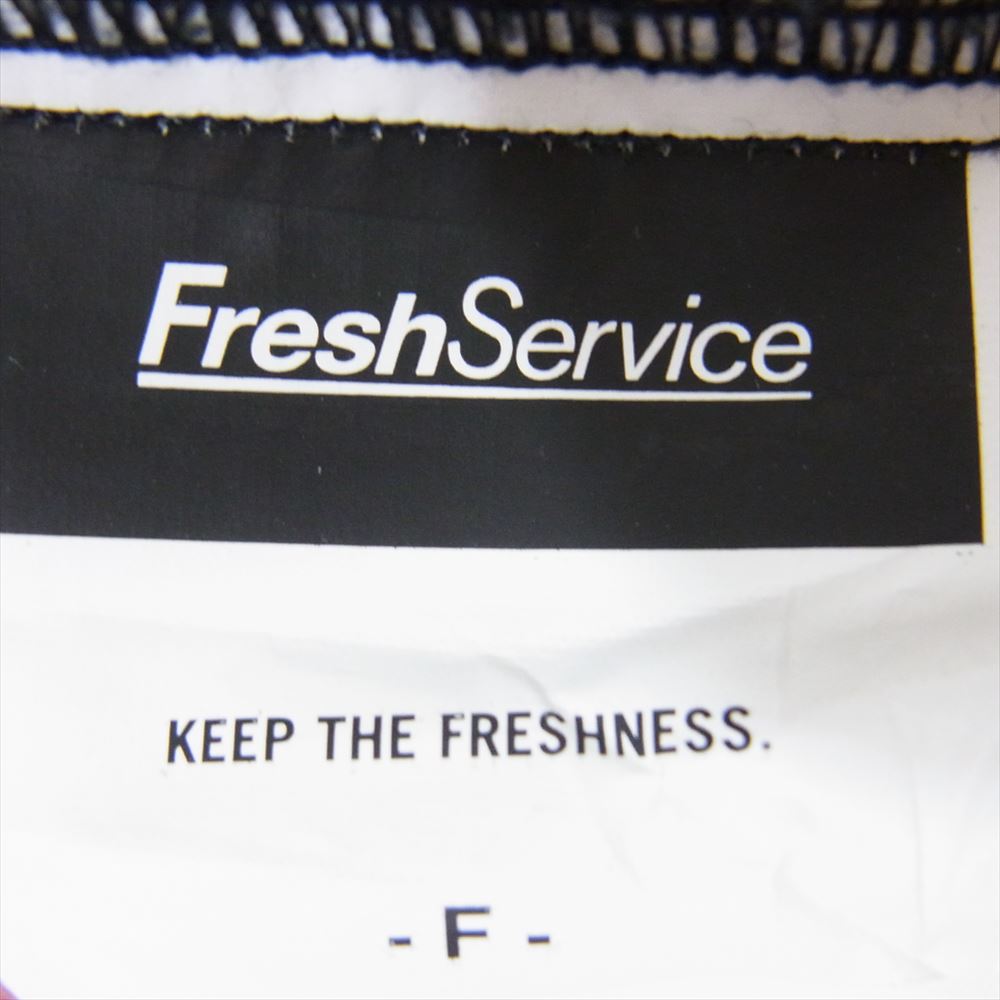 FreshService
KEEP THE FRESHNESS.
- F -